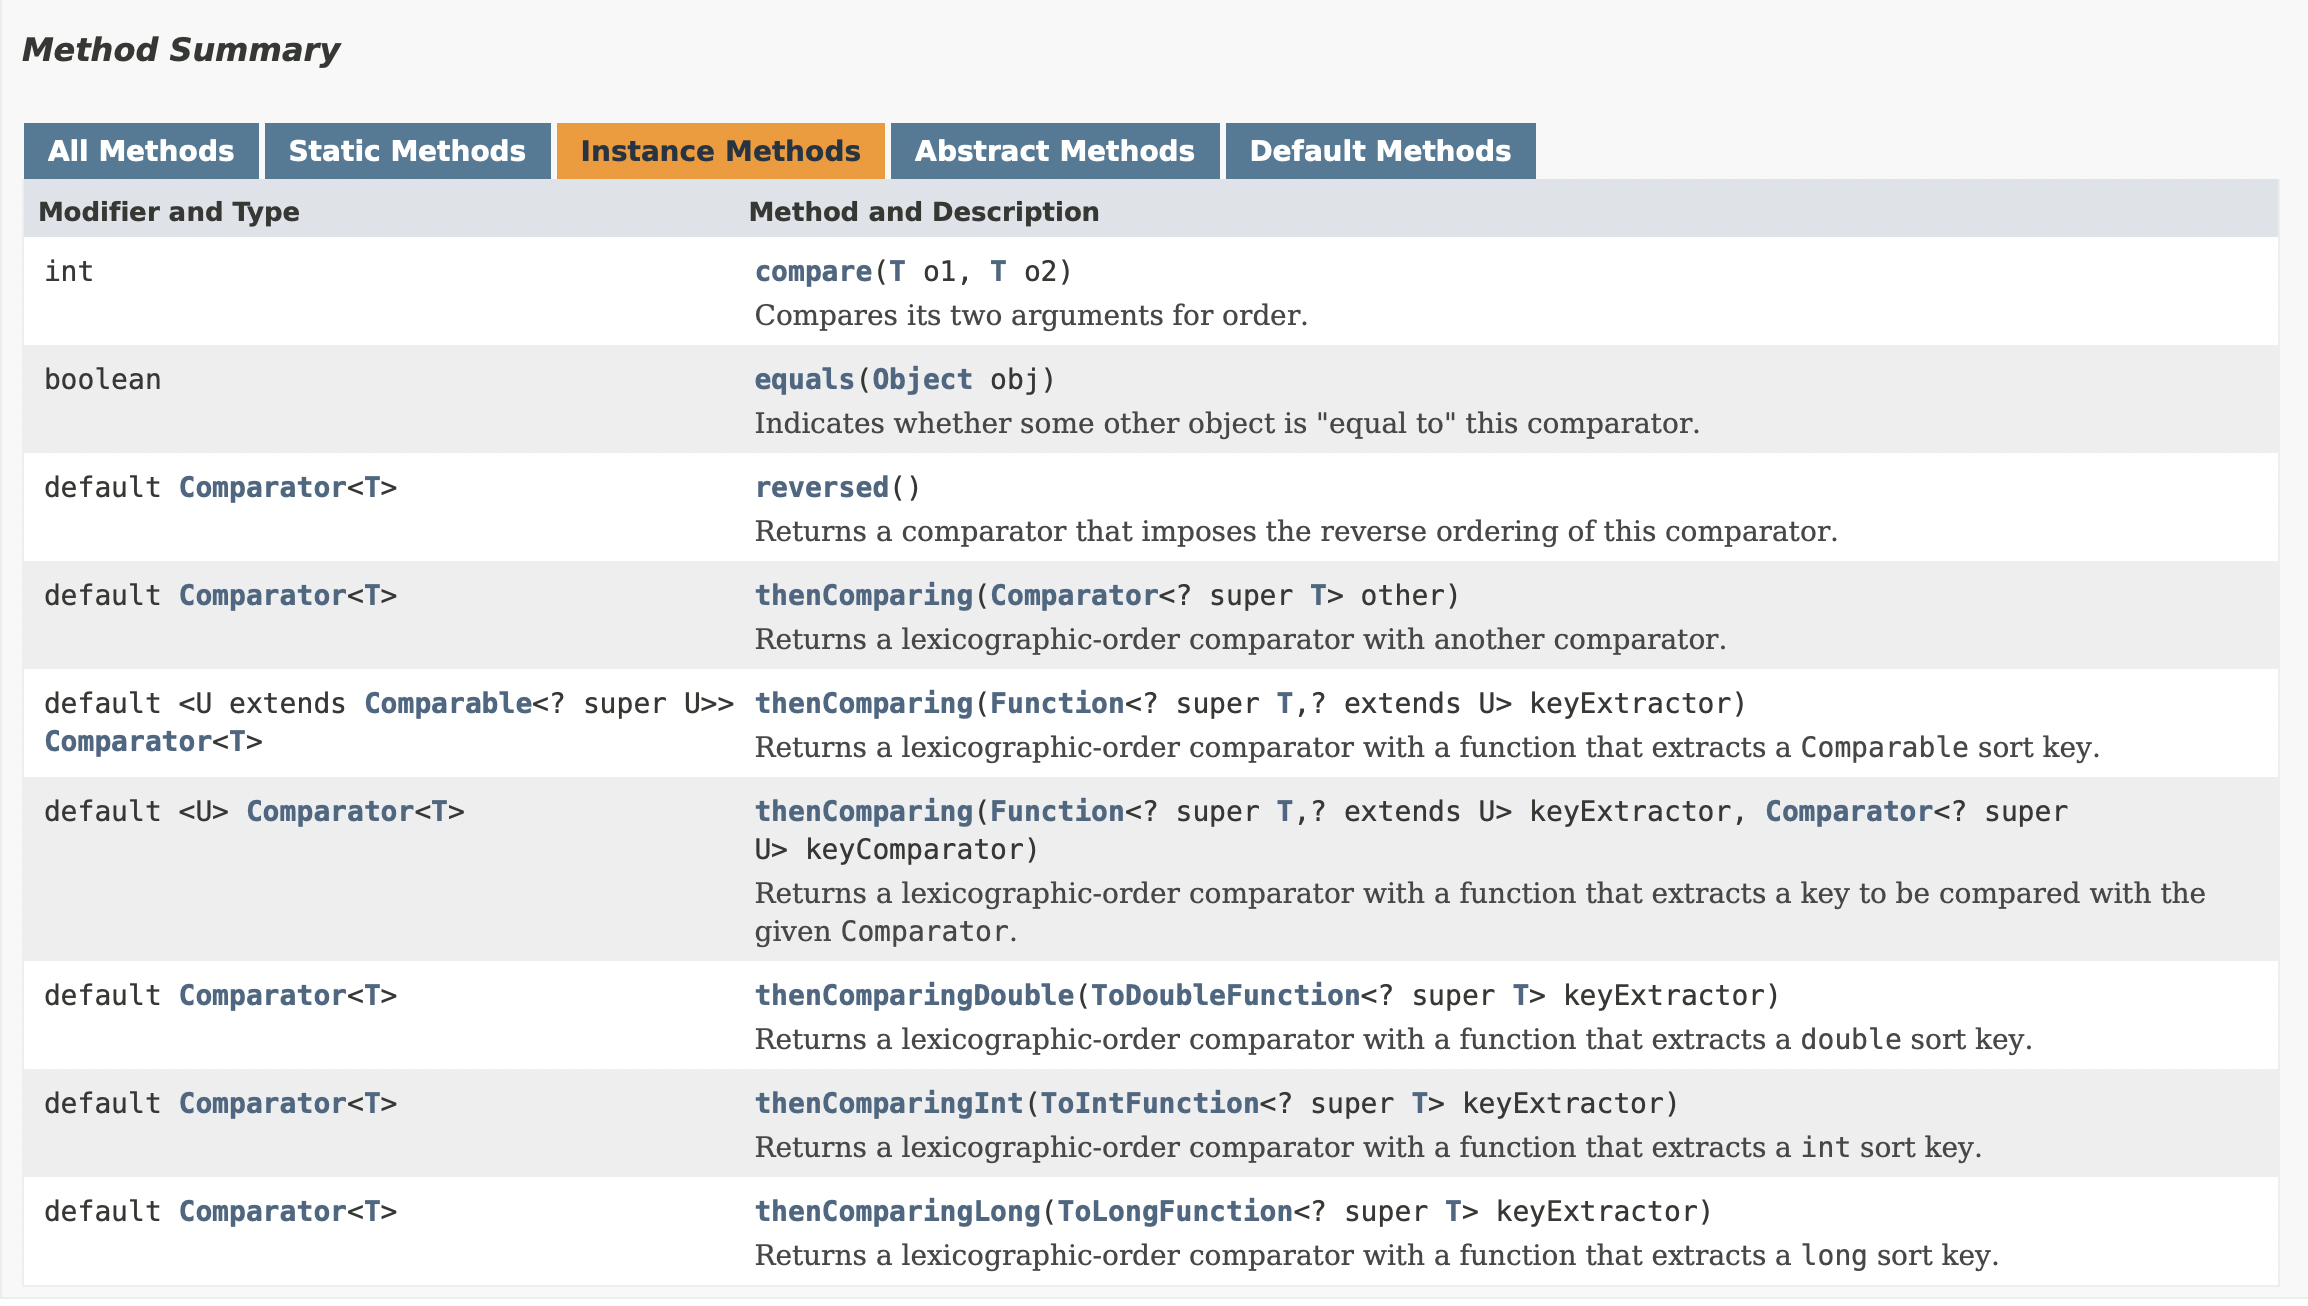 Method Summary
All Methods Static Methods Instance Methods Abstract Methods Default Methods
Modifier and Type Method and Description
int compare(T o1, T o2)
Compares its two arguments for order.
boolean equals(Object obj)
Indicates whether some other object is "equal to" this comparator.
default Comparator<T> reversed()
Returns a comparator that imposes the reverse ordering of this comparator.
default Comparator<T> thenComparing(Comparator<? super T> other)
Returns a lexicographic-order comparator with another comparator.
default <U extends Comparable<? super U>> thenComparing(Function<? super T,? extends U> keyExtractor)
Comparator<T> Returns a lexicographic-order comparator with a function that extracts a Comparable sort key.
default <U> Comparator<T> thenComparing(Function<? super T,? extends U> keyExtractor, Comparator<? super
U> keyComparator)
Returns a lexicographic-order comparator with a function that extracts a key to be compared with the
given Comparator.
default Comparator<T> thenComparingDouble(ToDoubleFunction<? super T> keyExtractor)
Returns a lexicographic-order comparator with a function that extracts a double sort key.
default Comparator<T> thenComparingInt(ToIntFunction<? super T> keyExtractor)
Returns a lexicographic-order comparator with a function that extracts a int sort key.
default Comparator<T> thenComparingLong(ToLongFunction<? super T> keyExtractor)
Returns a lexicographic-order comparator with a function that extracts a long sort key.